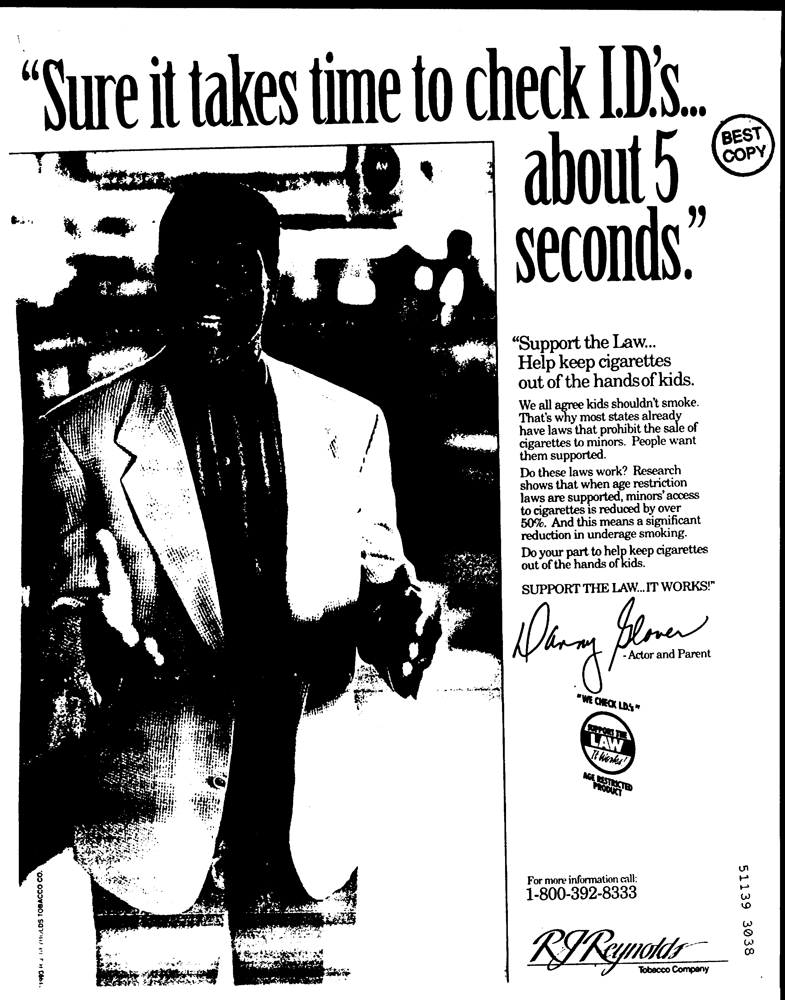 “Sure it takes time to check I.D.’s...
about 5
seconds.”
BEST
COPY
“Support the Law...
Help keep cigarettes
out of the hands of kids.
We all agree kids shouldn’t smoke.
That’s why most states already
have laws that prohibit the sale of
cigarettes to minors. People want
them supported.
Do these laws work? Research
shows that when age restriction
laws are supported, minors’ access
to cigarettes is reduced by over
50%. And this means a significant
reduction in underage smoking.
Do your part to help keep cigarettes
out of the hands of kids.
SUPPORT THE LAW...IT WORKS!”
Danny Glover
- Actor and Parent
"WE CHECK I.D.'s"
SUPPORT THE
LAW
It Works!
AGE RESTRICTED
PRODUCT
For more information call:
1-800-392-8333
RJReynolds
Tobacco Company
51139 3038
TOBACCO CO.